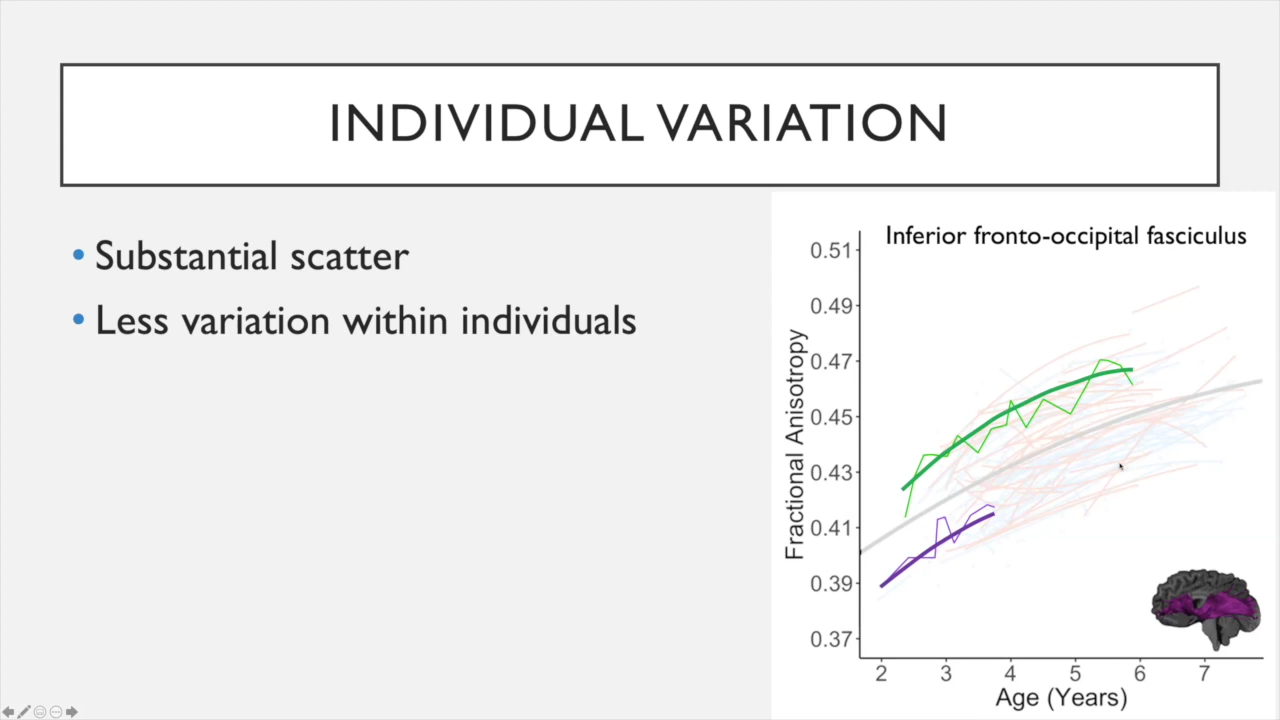 INDIVIDUAL VARIATION
• Substantial scatter
• Less variation within individuals
Inferior fronto-occipital fasciculus
Fractional Anisotropy
0.51
0.49
0.47
0.45
0.43
0.41
0.39
0.37
2 3 4 5 6 7
Age (Years)